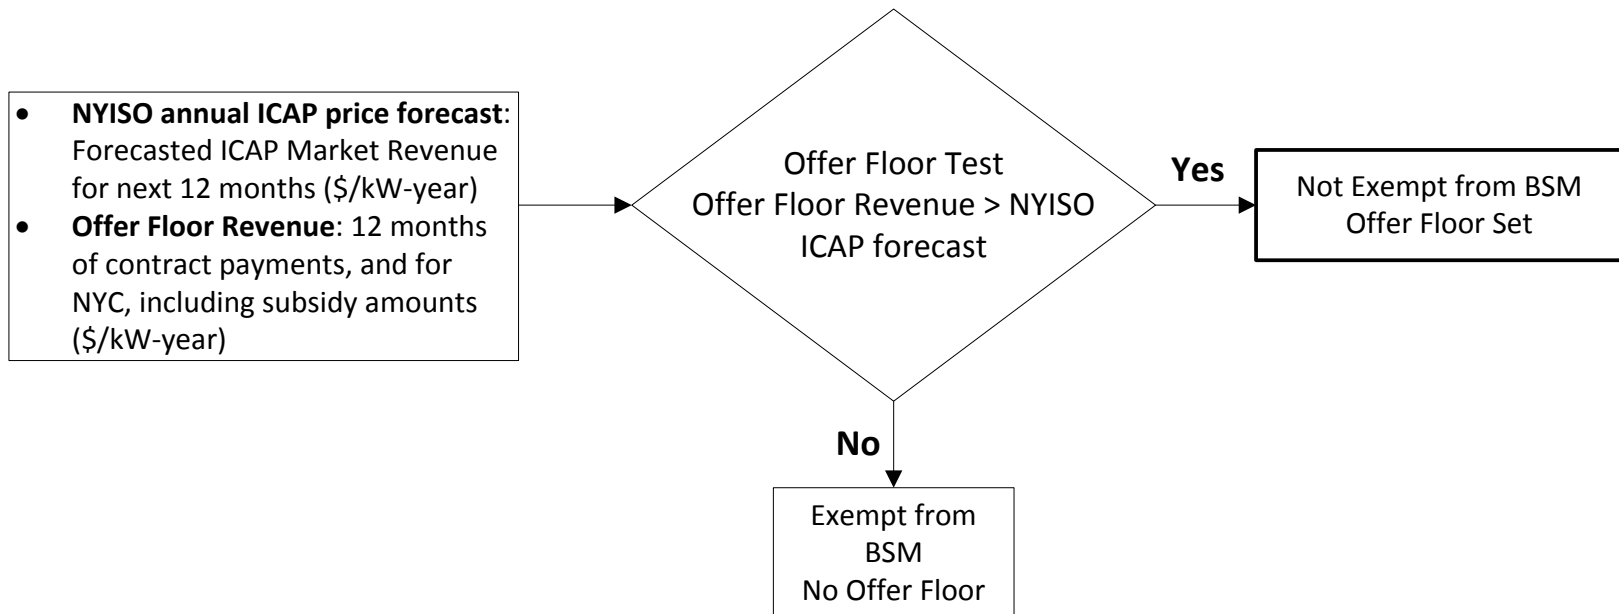 • NYISO annual ICAP price forecast:
Forecasted ICAP Market Revenue
for next 12 months ($/kW-year)
• Offer Floor Revenue: 12 months
of contract payments, and for
NYC, including subsidy amounts
($/kW-year)
Offer Floor Test
Offer Floor Revenue > NYISO
ICAP forecast
Yes
Not Exempt from BSM
Offer Floor Set
No
Exempt from
BSM
No Offer Floor